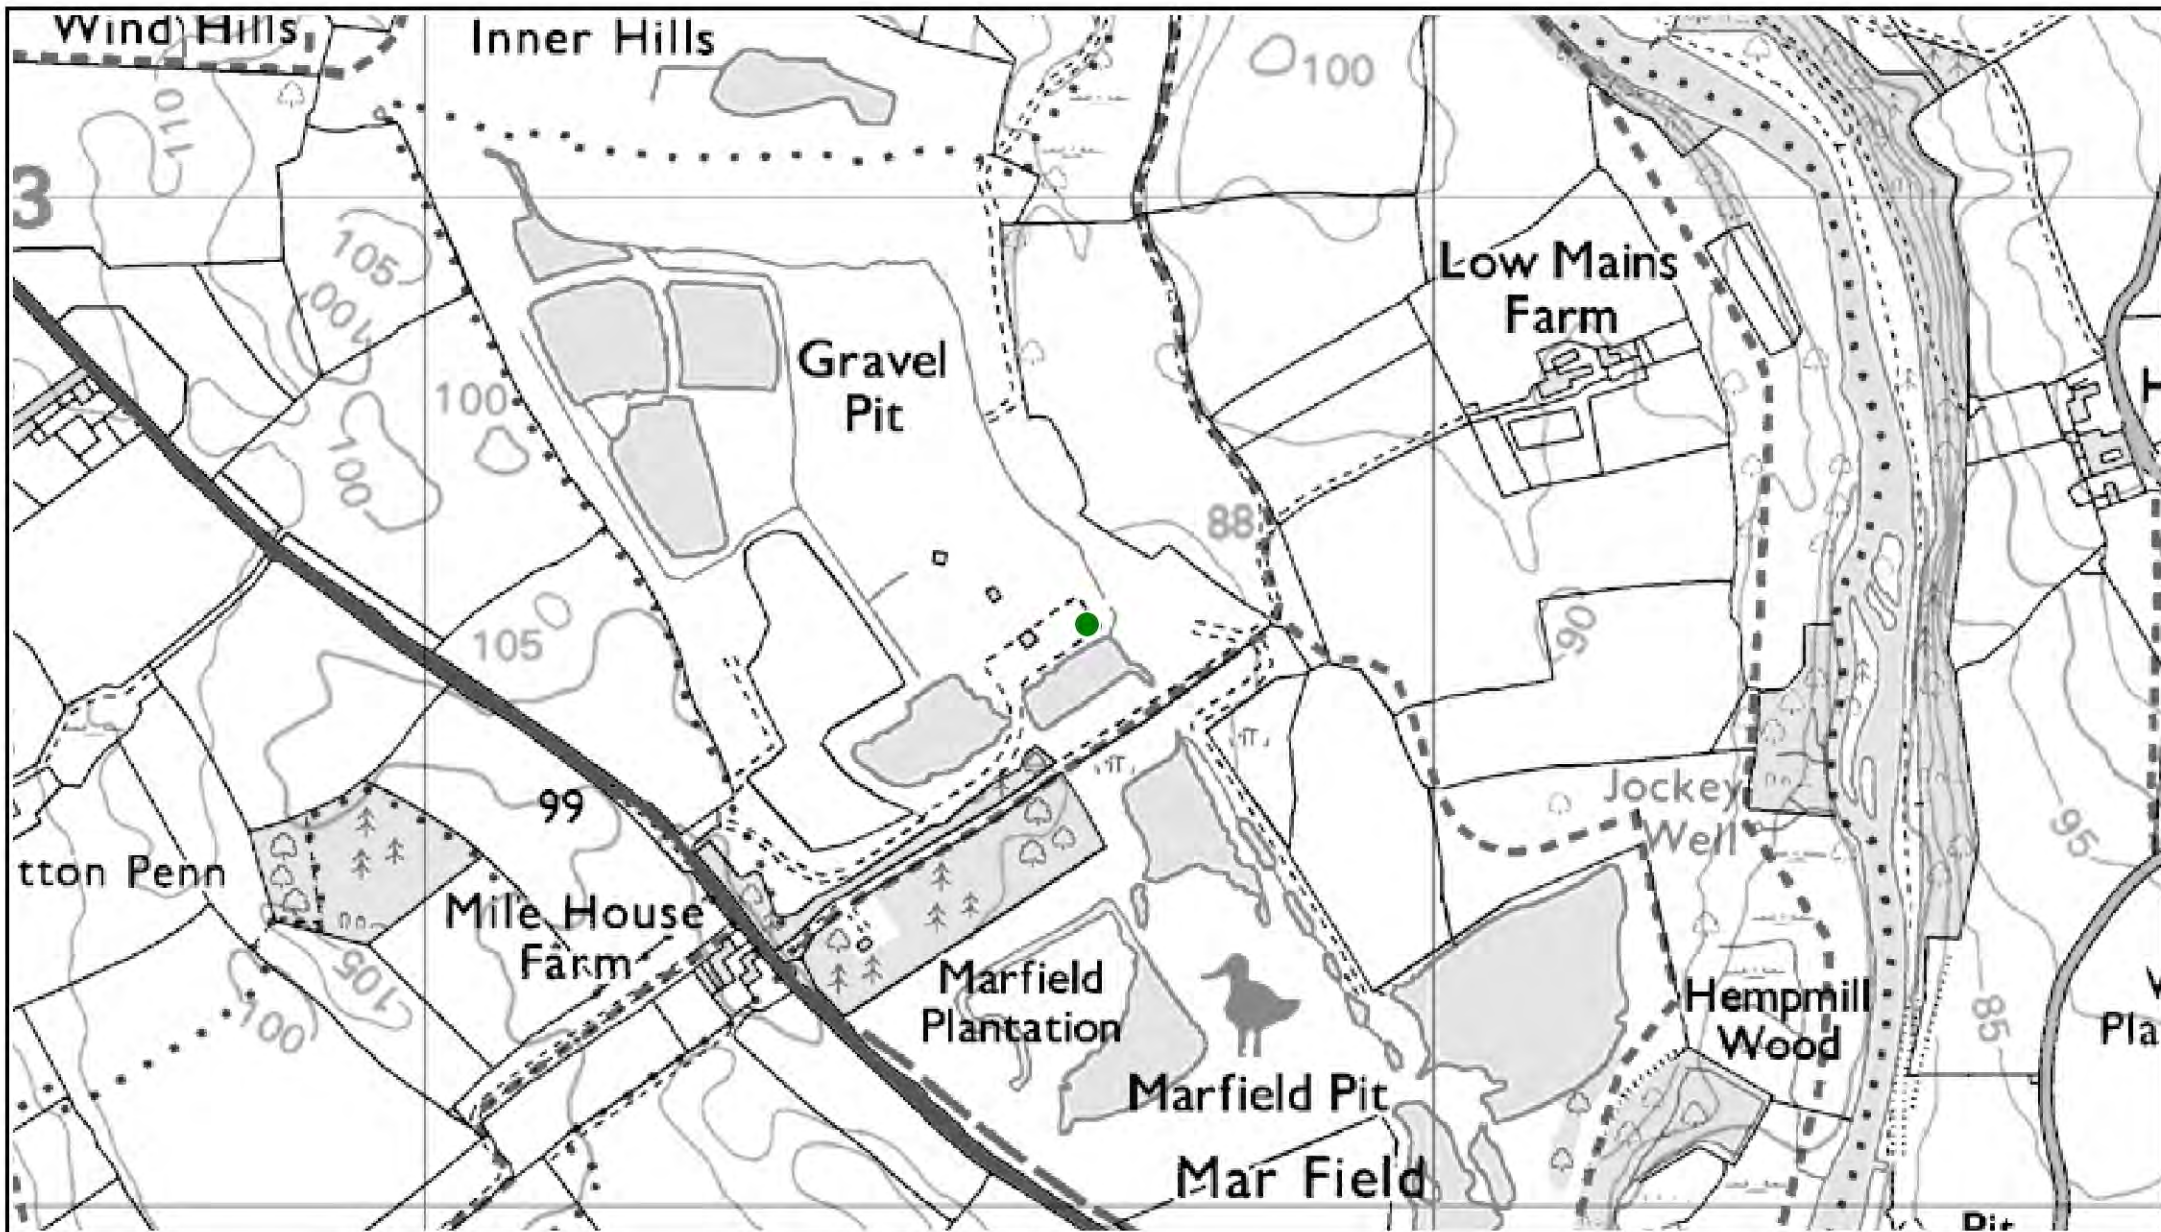 Wind Hills
Inner Hills
100
110
3
105
100
Low Mains
Farm
Gravel
Pit
100
100
88
105
90
99
Jockey
Well
95
tton Penn
Mile House
Farm
105
100
Marfield
Plantation
Hempmill
Wood
85
Pla
Marfield Pit
Mar Field
Pit